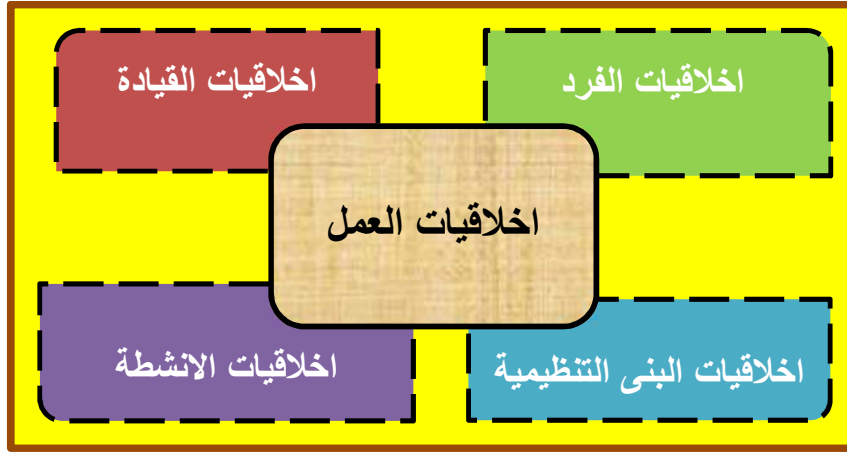 اخلاقيات الفرد
اخلاقيات القيادة
اخلاقيات العمل
اخلاقيات البنى التنظيمية
اخلاقيات الانشطة